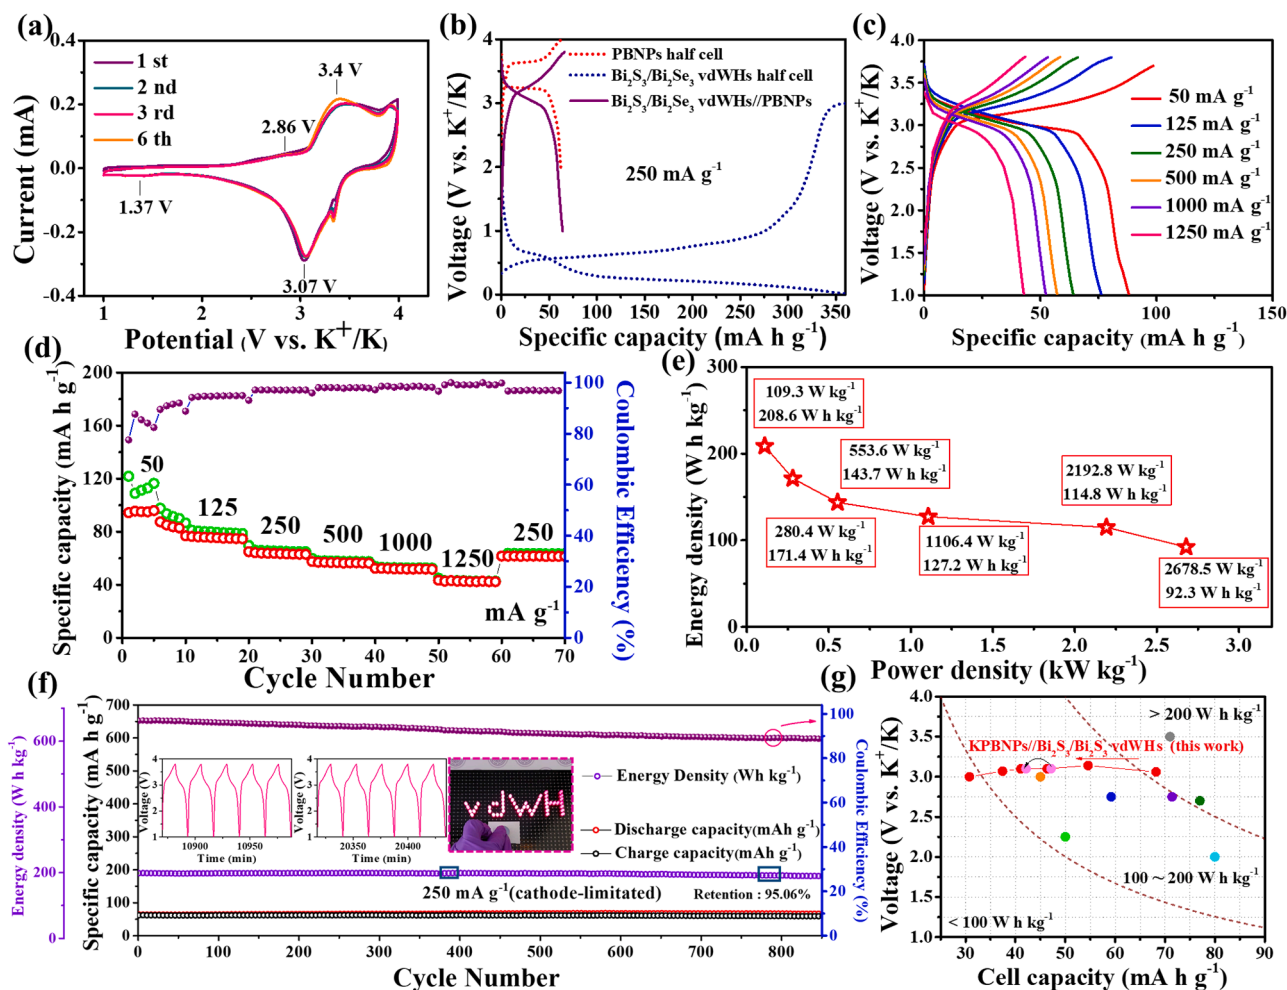 (a)
0.4
0.2
0.0
-0.2
-0.4
Current (mA)
1 st
2 nd
3 rd
6 th
3.4 V
2.86 V
1.37 V
3.07 V
1
2
3
4
Potential (V vs. K⁺/K)
(b)
4
3
2
1
0
Voltage (V vs. K⁺/K)
PBNPs half cell
Bi₂S₃/Bi₂Se₃ vdWHs half cell
Bi₂S₃/Bi₂Se₃ vdWHs//PBNPs
250 mA g⁻¹
0 50 100 150 200 250 300 350
Specific capacity (mA h g⁻¹)
(c)
4.0
3.5
3.0
2.5
2.0
1.5
1.0
Voltage (V vs. K⁺/K)
50 mA g⁻¹
125 mA g⁻¹
250 mA g⁻¹
500 mA g⁻¹
1000 mA g⁻¹
1250 mA g⁻¹
0 50 100 150
Specific capacity (mA h g⁻¹)
(d)
200
160
120
80
40
0
Specific capacity (mA h g⁻¹)
50
125
250
500
1000
1250
250
mA g⁻¹
100
80
60
40
20
0
Coulombic Efficiency (%)
0 10 20 30 40 50 60 70
Cycle Number
(e)
300
200
100
0
Energy density (W h kg⁻¹)
109.3 W kg⁻¹
208.6 W h kg⁻¹
553.6 W kg⁻¹
143.7 W h kg⁻¹
2192.8 W kg⁻¹
114.8 W h kg⁻¹
280.4 W kg⁻¹
171.4 W h kg⁻¹
1106.4 W kg⁻¹
127.2 W h kg⁻¹
2678.5 W kg⁻¹
92.3 W h kg⁻¹
0.0 0.5 1.0 1.5 2.0 2.5 3.0
Power density (kW kg⁻¹)
(f)
600
400
200
0
Energy density (W h kg⁻¹)
700
650
600
550
500
450
400
350
300
250
200
150
100
50
0
Specific capacity (mA h g⁻¹)
4
3
2
1
Voltage (V)
10900 10950
Time (min)
4
3
2
1
Voltage (V)
20350 20400
Time (min)
vdWH
Energy Density (Wh kg⁻¹)
Discharge capacity(mAh g⁻¹)
Charge capacity(mAh g⁻¹)
250 mA g⁻¹(cathode-limitated)
Retention : 95.06%
100
80
60
40
20
0
Coulombic Efficiency (%)
0 100 200 300 400 500 600 700 800
Cycle Number
(g)
4.0
3.5
3.0
2.5
2.0
1.5
1.0
Voltage (V vs. K⁺/K)
> 200 W h kg⁻¹
KPBNPs//Bi₂S₃/Bi₂S₃ vdWHs (this work)
100 ~ 200 W h kg⁻¹
< 100 W h kg⁻¹
30 40 50 60 70 80 90
Cell capacity (mA h g⁻¹)